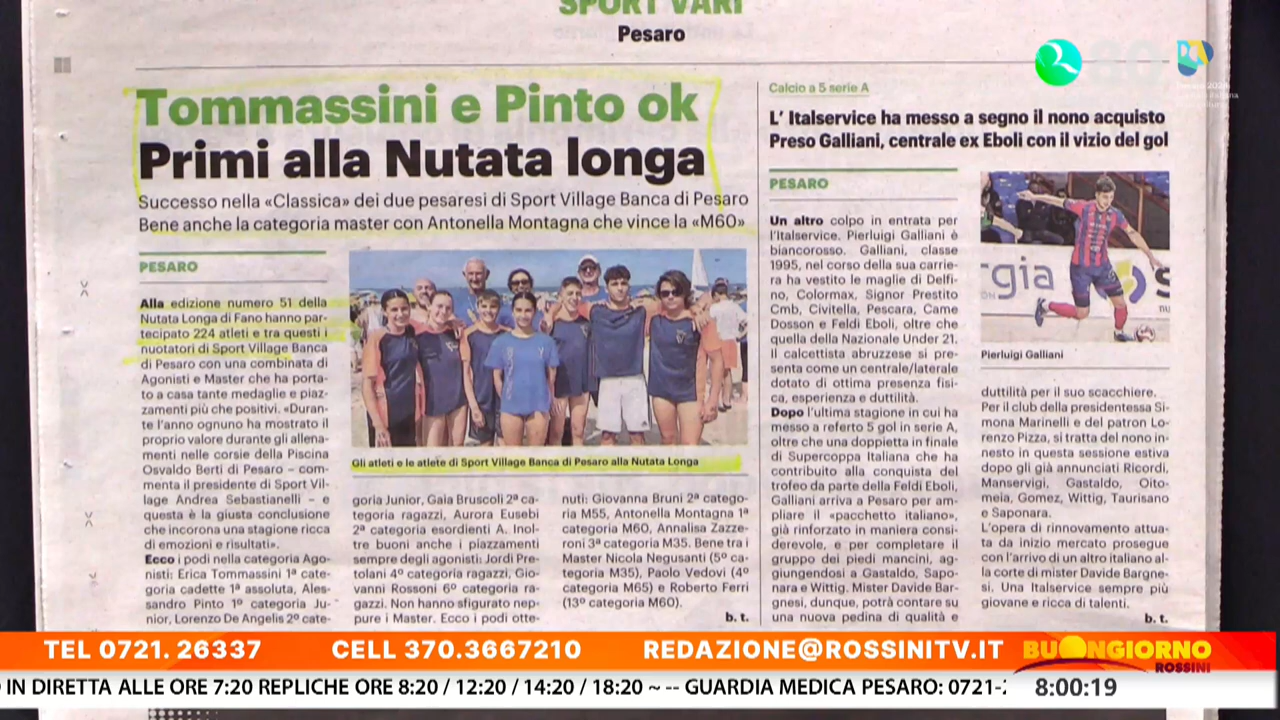 SPORT VARI
Pesaro
Tommassini e Pinto ok
Primi alla Nutata longa
Successo nella «Classica» dei due pesaresi di Sport Village Banca di Pesaro
Bene anche la categoria master con Antonella Montagna che vince la «M60»
PESARO
Alla edizione numero 51 della
Nutata Longa di Fano hanno par-
tecipato 224 atleti e tra questi i
nuotatori di Sport Village Banca
di Pesaro con una combinata di
Agonisti e Master che ha porta-
to a casa tante medaglie e piaz-
zamenti più che positivi. «Duran-
te l'anno ognuno ha mostrato il
proprio valore durante gli allena-
menti nelle corsie della Piscina
Osvaldo Berti di Pesaro – com-
menta il presidente di Sport Vil-
lage Andrea Sebastianelli – e
questa è la giusta conclusione
che incorona una stagione ricca
di emozioni e risultati».
Ecco i podi nella categoria Ago-
nisti: Erica Tommassini 1ª cate-
goria cadette 1ª assoluta, Ales-
sandro Pinto 1º categoria Ju-
nior, Lorenzo De Angelis 2º cate-
Gli atleti e le atlete di Sport Village Banca di Pesaro alla Nutata Longa
goria Junior, Gaia Bruscoli 2ª ca-
tegoria ragazzi, Aurora Eusebi
2ª categoria esordienti A. Inol-
tre buoni anche i piazzamenti
sempre degli agonisti: Jordi Pre-
tolani 4º categoria ragazzi, Gio-
vanni Rossoni 6º categoria ra-
gazzi. Non hanno sfigurato nep-
pure i Master. Ecco i podi otte-
nuti: Giovanna Bruni 2ª catego-
ria M55, Antonella Montagna 1ª
categoria M60, Annalisa Zazze-
roni 3ª categoria M35. Bene tra i
Master Nicola Negusanti (5º ca-
tegoria M35), Paolo Vedovi (4º
categoria M65) e Roberto Ferri
(13º categoria M60).
b. t.
Calcio a 5 serie A
L' Italservice ha messo a segno il nono acquisto
Preso Galliani, centrale ex Eboli con il vizio del gol
PESARO
Un altro colpo in entrata per
l'Italservice. Pierluigi Galliani è
biancorosso. Galliani, classe
1995, nel corso della sua carrie-
ra ha vestito le maglie di Delfi-
no, Colormax, Signor Prestito
Cmb, Civitella, Pescara, Came
Dosson e Feldi Eboli, oltre che
quella della Nazionale Under 21.
Il calcettista abruzzese si pre-
senta come un centrale/laterale
dotato di ottima presenza fisi-
ca, esperienza e duttilità.
Dopo l'ultima stagione in cui ha
messo a referto 5 gol in serie A,
oltre che una doppietta in finale
di Supercoppa Italiana che ha
contribuito alla conquista del
trofeo da parte della Feldi Eboli,
Galliani arriva a Pesaro per am-
pliare il «pacchetto italiano»,
già rinforzato in maniera consi-
derevole, e per completare il
gruppo dei piedi mancini, ag-
giungendosi a Gastaldo, Sapo-
nara e Wittig. Mister Davide Bar-
gnesi, dunque, potrà contare su
una nuova pedina di qualità e
Pierluigi Galliani
duttilità per il suo scacchiere.
Per il club della presidentessa Si-
mona Marinelli e del patron Lo-
renzo Pizza, si tratta del nono in-
nesto in questa sessione estiva
dopo gli già annunciati Ricordi,
Manservigi, Gastaldo, Oito-
meia, Gomez, Wittig, Taurisano
e Saponara.
L'opera di rinnovamento attua-
ta da inizio mercato prosegue
con l'arrivo di un altro italiano al-
la corte di mister Davide Bargne-
si. Una Italservice sempre più
giovane e ricca di talenti.
b. t.
TEL 0721. 26337 CELL 370.3667210 REDAZIONE@ROSSINITV.IT
BUONGIORNO
ROSSINI
IN DIRETTA ALLE ORE 7:20 REPLICHE ORE 8:20 / 12:20 / 14:20 / 18:20 ~ -- GUARDIA MEDICA PESARO: 0721-2
8:00:19